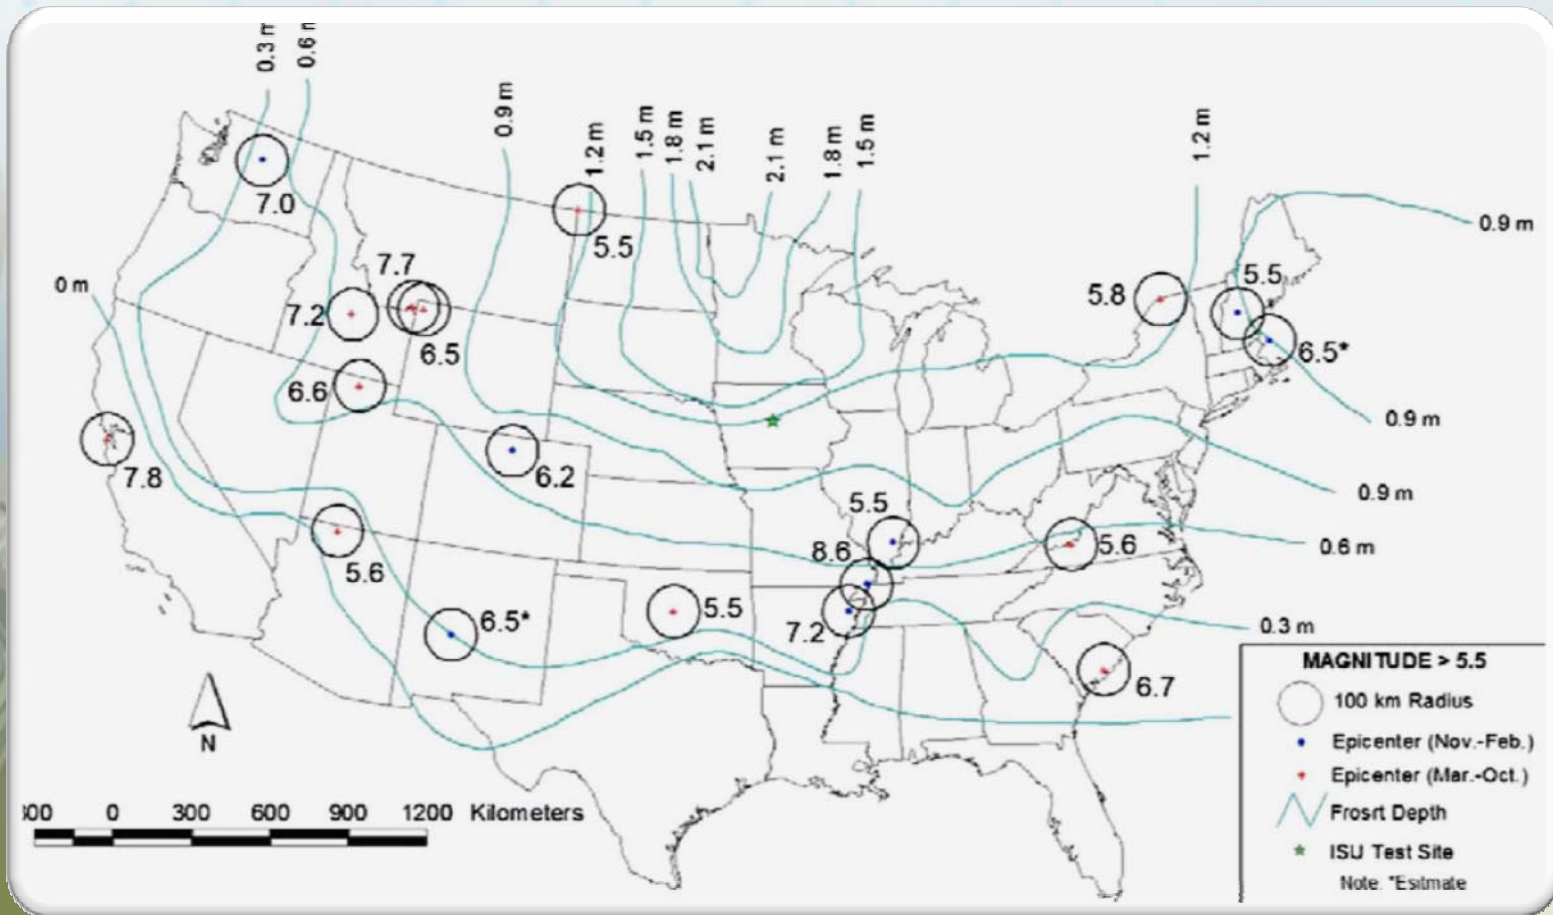 0.3 m
0.6 m
0.9 m
1.2 m
1.5 m
1.8 m
2.1 m
2.1 m
1.8 m
1.5 m
1.2 m
7.0
5.5
0.9 m
7.7
5.5
0 m
5.8
7.2
6.5
6.5*
6.6
0.9 m
7.8
6.2
0.9 m
5.5
8.6
5.6
0.6 m
5.6
6.5*
5.5
7.2
0.3 m
6.7
MAGNITUDE > 5.5
100 km Radius
Epicenter (Nov.-Feb.)
Epicenter (Mar.-Oct.)
Frosrt Depth
ISU Test Site
Note. *Esitmate
N
300 0 300 600 900 1200 Kilometers